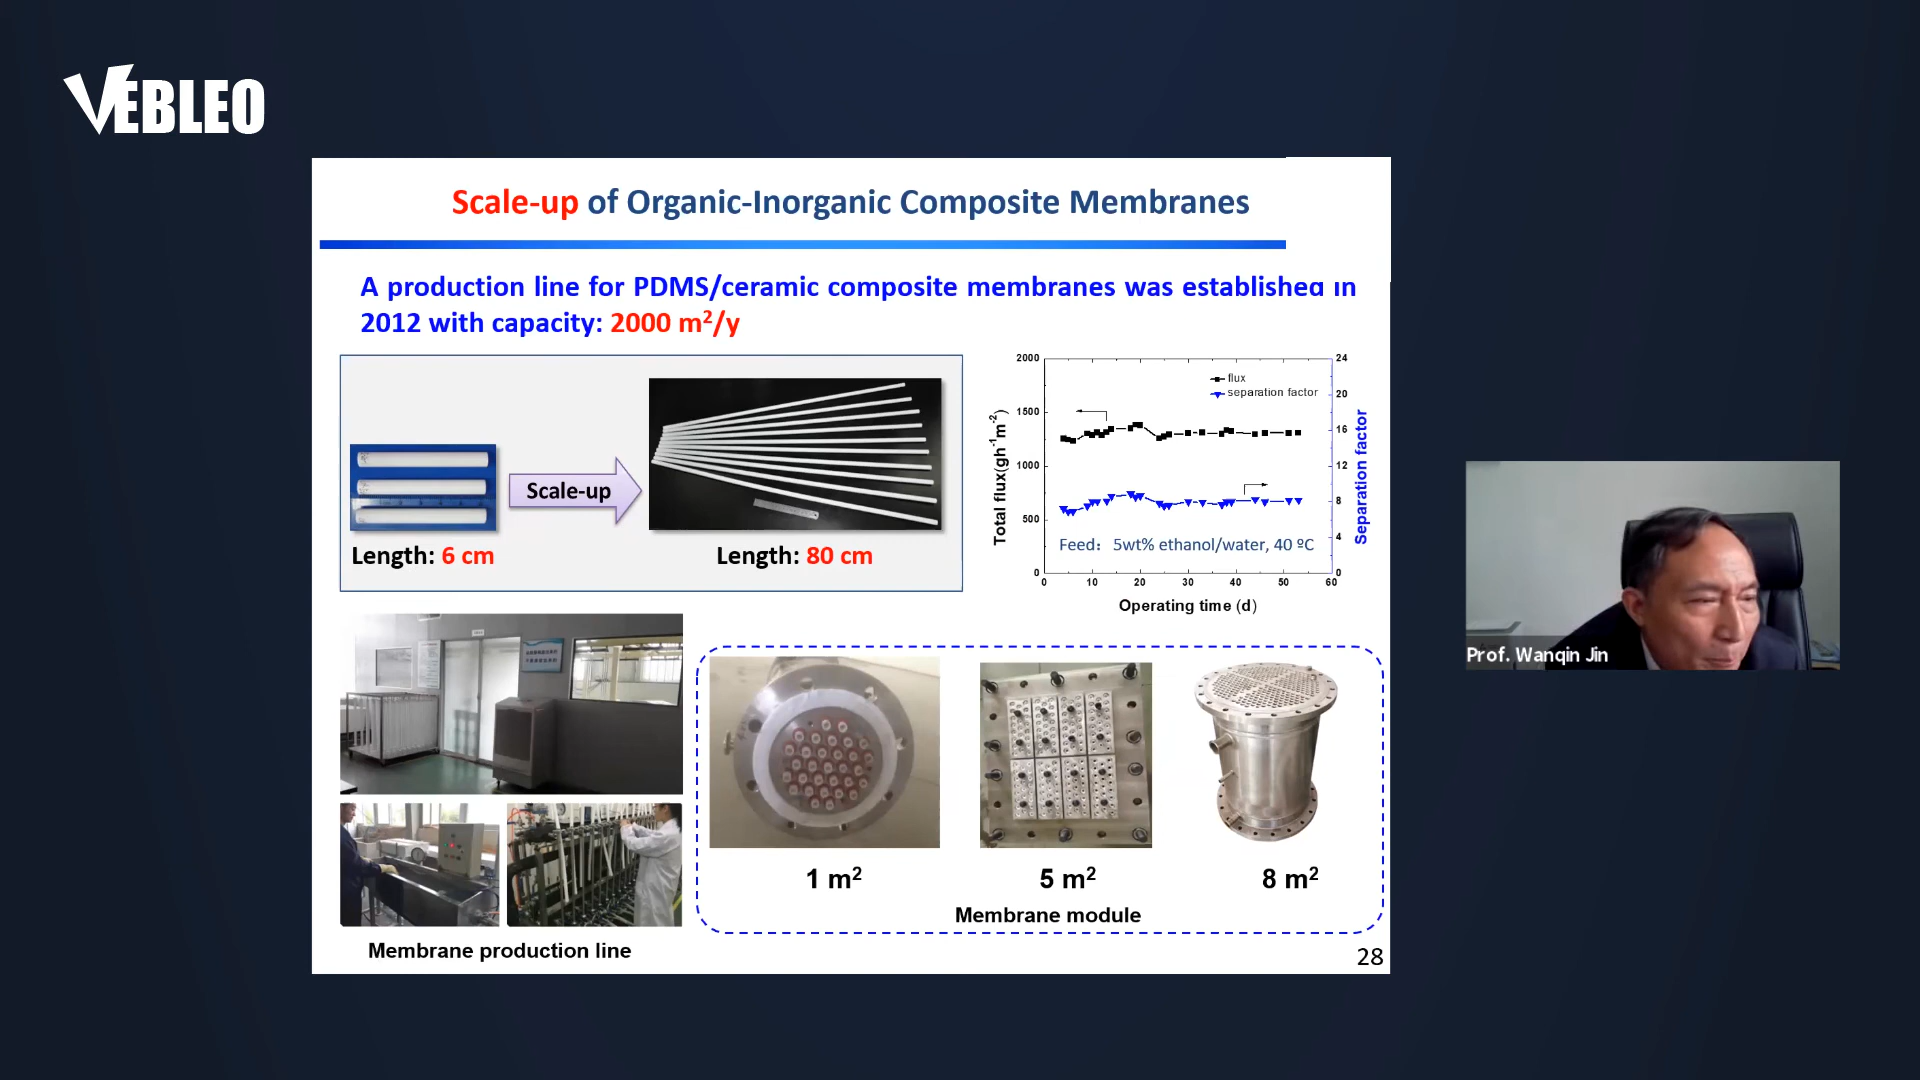 VEBLEO
Scale-up of Organic-Inorganic Composite Membranes
A production line for PDMS/ceramic composite membranes was established in
2012 with capacity: 2000 m²/y
Scale-up
Length: 6 cm
Length: 80 cm
2000
1500
1000
500
0
24
20
16
12
8
4
0
flux
separation factor
Total flux(gh⁻¹m⁻²)
Separation factor
Feed: 5wt% ethanol/water, 40 ºC
0 10 20 30 40 50 60
Operating time (d)
1 m²
5 m²
8 m²
Membrane module
Membrane production line
28
Prof. Wanqin Jin